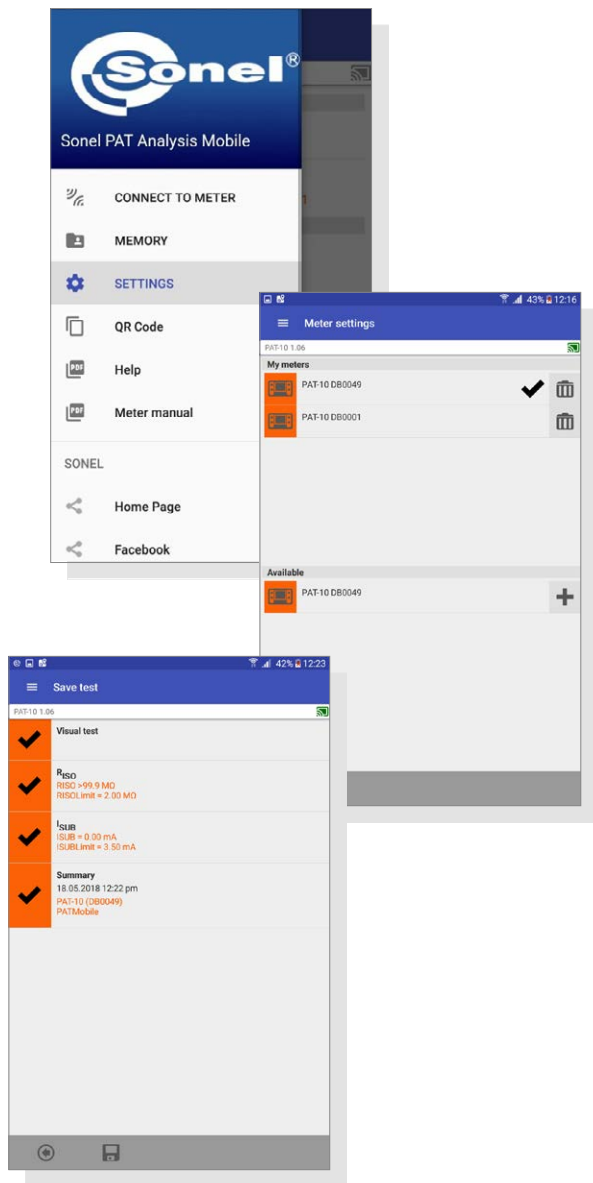 Sonel®
Sonel PAT Analysis Mobile
CONNECT TO METER
MEMORY
SETTINGS
QR Code
PDF
Help
PDF
Meter manual
SONEL
Home Page
Facebook
43% 12:16
Meter settings
PAT-10 1.06
My meters
PAT-10 DB0049
PAT-10 DB0001
Available
PAT-10 DB0049
42% 12:23
Save test
PAT-10 1.06
Visual test
RISO
RISO >99.9 MΩ
RISOLimit = 2.00 MΩ
ISUB
ISUB = 0.00 mA
ISUBLimit = 3.50 mA
Summary
18.05.2018 12:22 pm
PAT-10 (DB0049)
PATMobile